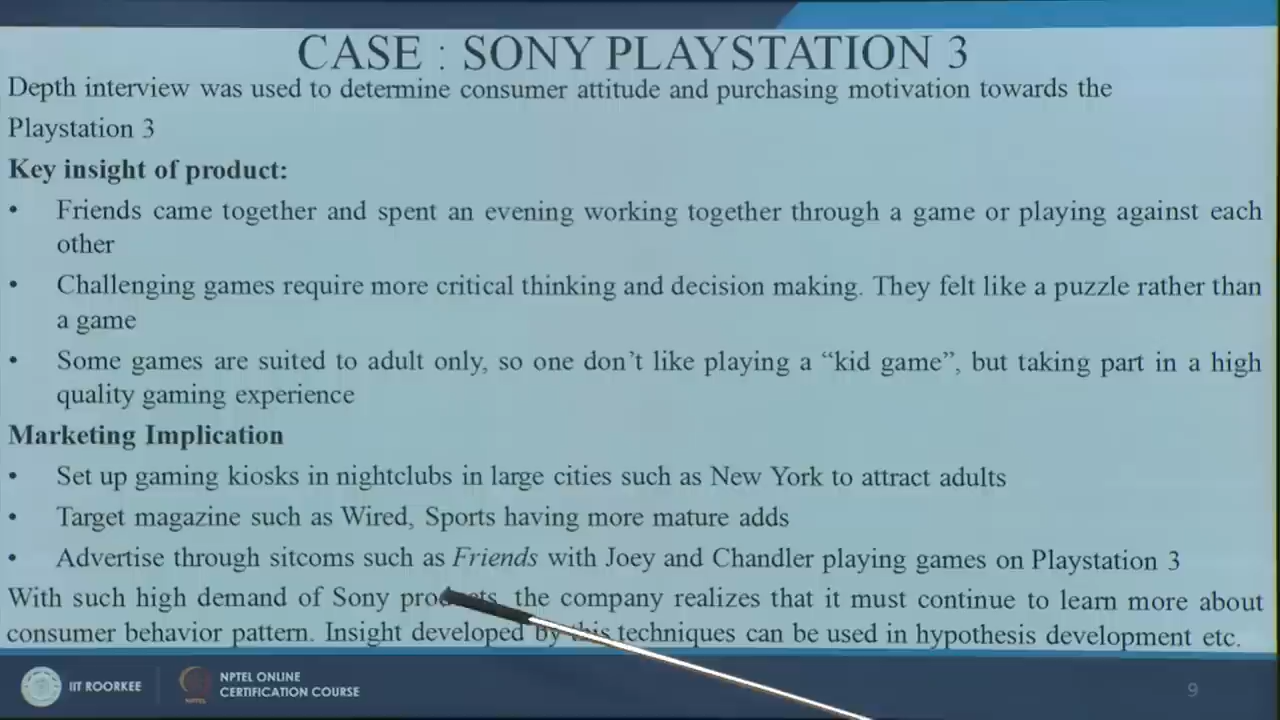 CASE : SONY PLAYSTATION 3
Depth interview was used to determine consumer attitude and purchasing motivation towards the
Playstation 3
Key insight of product:
• Friends came together and spent an evening working together through a game or playing against each
other
• Challenging games require more critical thinking and decision making. They felt like a puzzle rather than
a game
• Some games are suited to adult only, so one don’t like playing a “kid game”, but taking part in a high
quality gaming experience
Marketing Implication
• Set up gaming kiosks in nightclubs in large cities such as New York to attract adults
• Target magazine such as Wired, Sports having more mature adds
• Advertise through sitcoms such as Friends with Joey and Chandler playing games on Playstation 3
With such high demand of Sony products, the company realizes that it must continue to learn more about
consumer behavior pattern. Insight developed by this techniques can be used in hypothesis development etc.
IIT ROORKEE
NPTEL
NPTEL ONLINE
CERTIFICATION COURSE
9